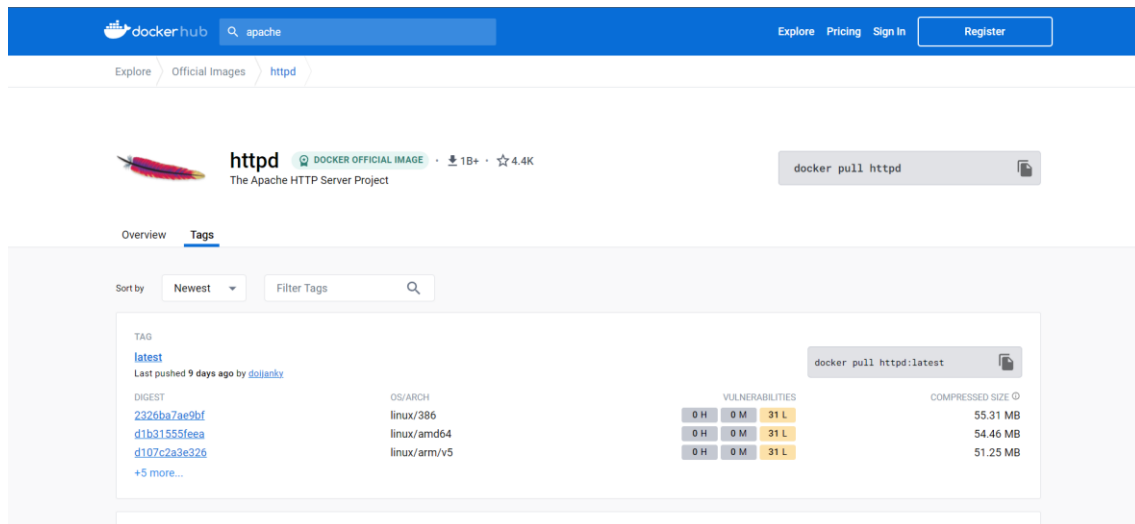 dockerhub apache Explore Pricing Sign In Register
Explore Official Images httpd
httpd DOCKER OFFICIAL IMAGE · 1B+ · 4.4K
The Apache HTTP Server Project
docker pull httpd
Overview Tags
Sort by Newest Filter Tags
TAG
latest
docker pull httpd:latest
Last pushed 9 days ago by doijanky
DIGEST OS/ARCH VULNERABILITIES COMPRESSED SIZE
2326ba7ae9bf linux/386 0 H 0 M 31 L 55.31 MB
d1b31555feea linux/amd64 0 H 0 M 31 L 54.46 MB
d107c2a3e326 linux/arm/v5 0 H 0 M 31 L 51.25 MB
+5 more...